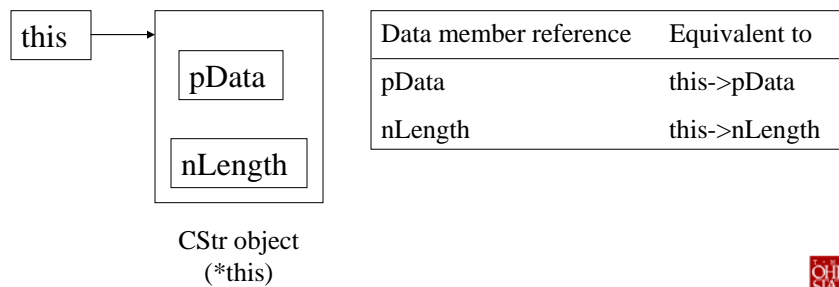 this
pData
nLength
CStr object
(*this)
Data member reference Equivalent to
pData this->pData
nLength this->nLength